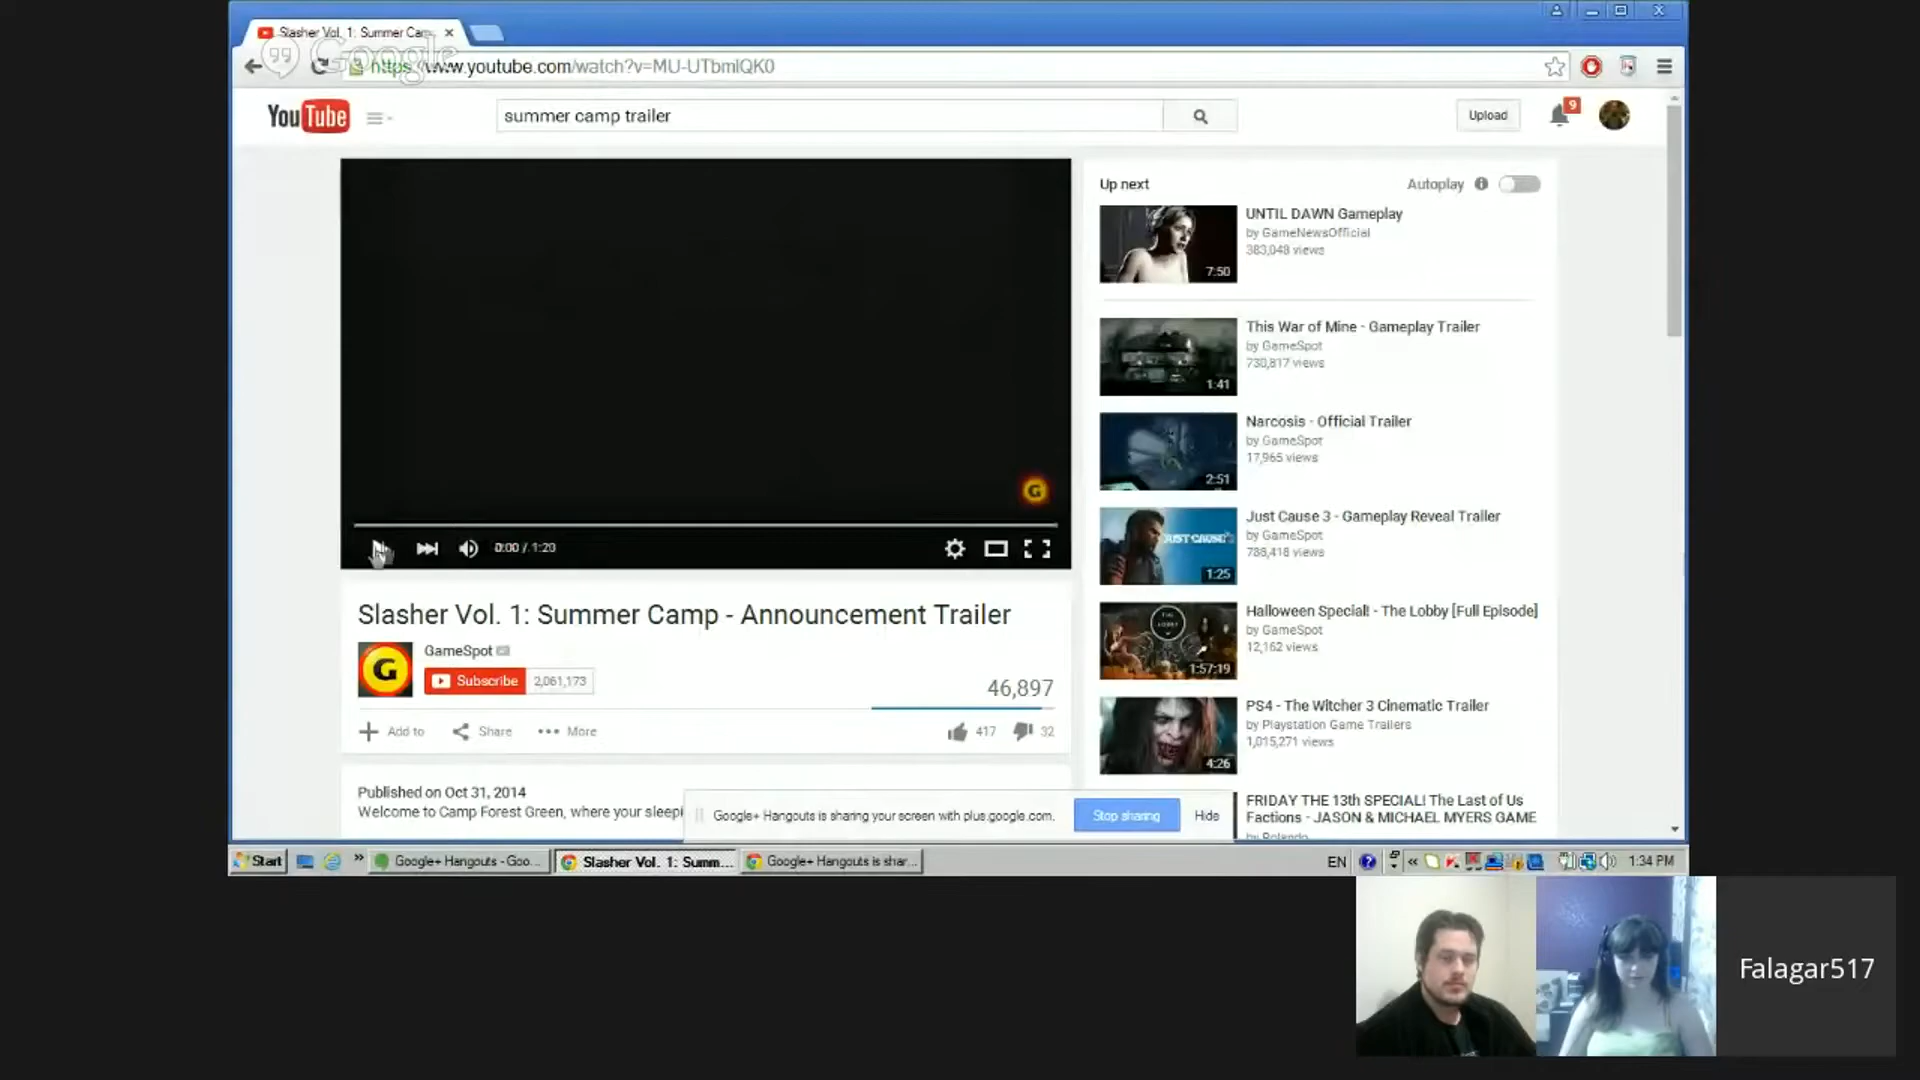 Slasher Vol. 1: Summer Cam
Google
https://www.youtube.com/watch?v=MU-UTbmlQK0
YouTube
summer camp trailer
Upload
9
Up next
Autoplay
UNTIL DAWN Gameplay
by GameNewsOfficial
383,048 views
7:50
This War of Mine - Gameplay Trailer
by GameSpot
730,817 views
1:41
Narcosis - Official Trailer
by GameSpot
17,965 views
2:51
Just Cause 3 - Gameplay Reveal Trailer
by GameSpot
788,418 views
JUST CAUSE 3
1:25
Halloween Special! - The Lobby [Full Episode]
by GameSpot
12,162 views
THE LOBBY
1:57:19
PS4 - The Witcher 3 Cinematic Trailer
by Playstation Game Trailers
1,015,271 views
4:26
FRIDAY THE 13th SPECIAL! The Last of Us
Factions - JASON & MICHAEL MYERS GAME
G
0:00 / 1:20
Slasher Vol. 1: Summer Camp - Announcement Trailer
G
GameSpot
Subscribe 2,061,173
46,897
Add to Share More
417 32
Published on Oct 31, 2014
Welcome to Camp Forest Green, where your sleepi
Google+ Hangouts is sharing your screen with plus.google.com. Stop sharing Hide
Start
Google+ Hangouts - Goo...
Slasher Vol. 1: Summ...
Google+ Hangouts is shar...
EN
1:34 PM
Falagar517